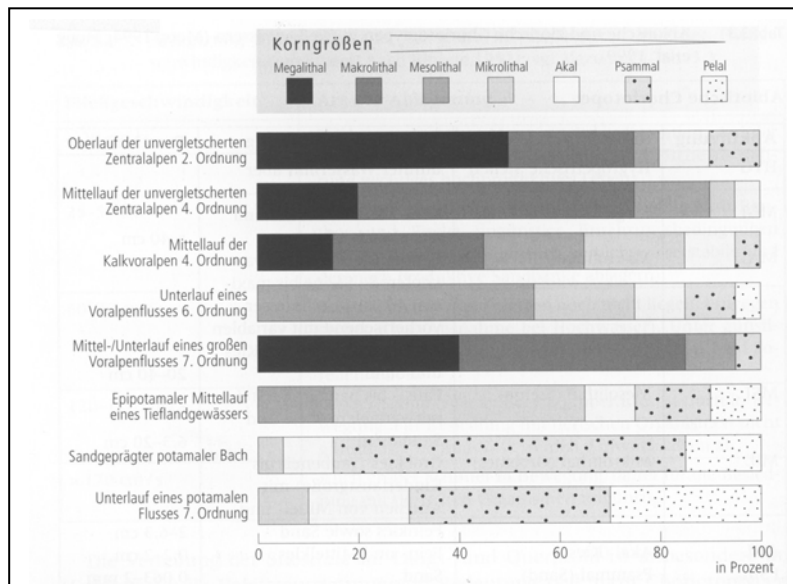 Korngrößen
Megalithal Makrolithal Mesolithal Mikrolithal Akal Psammal Pelal
Oberlauf der unvergletscherten
Zentralalpen 2. Ordnung
Mittellauf der unvergletscherten
Zentralalpen 4. Ordnung
Mittellauf der
Kalkvoralpen 4. Ordnung
Unterlauf eines
Voralpenflusses 6. Ordnung
Mittel-/Unterlauf eines großen
Voralpenflusses 7. Ordnung
Epipotamaler Mittellauf
eines Tieflandgewässers
Sandgeprägter potamaler Bach
Unterlauf eines potamalen
Flusses 7. Ordnung
0 20 40 60 80 100
in Prozent